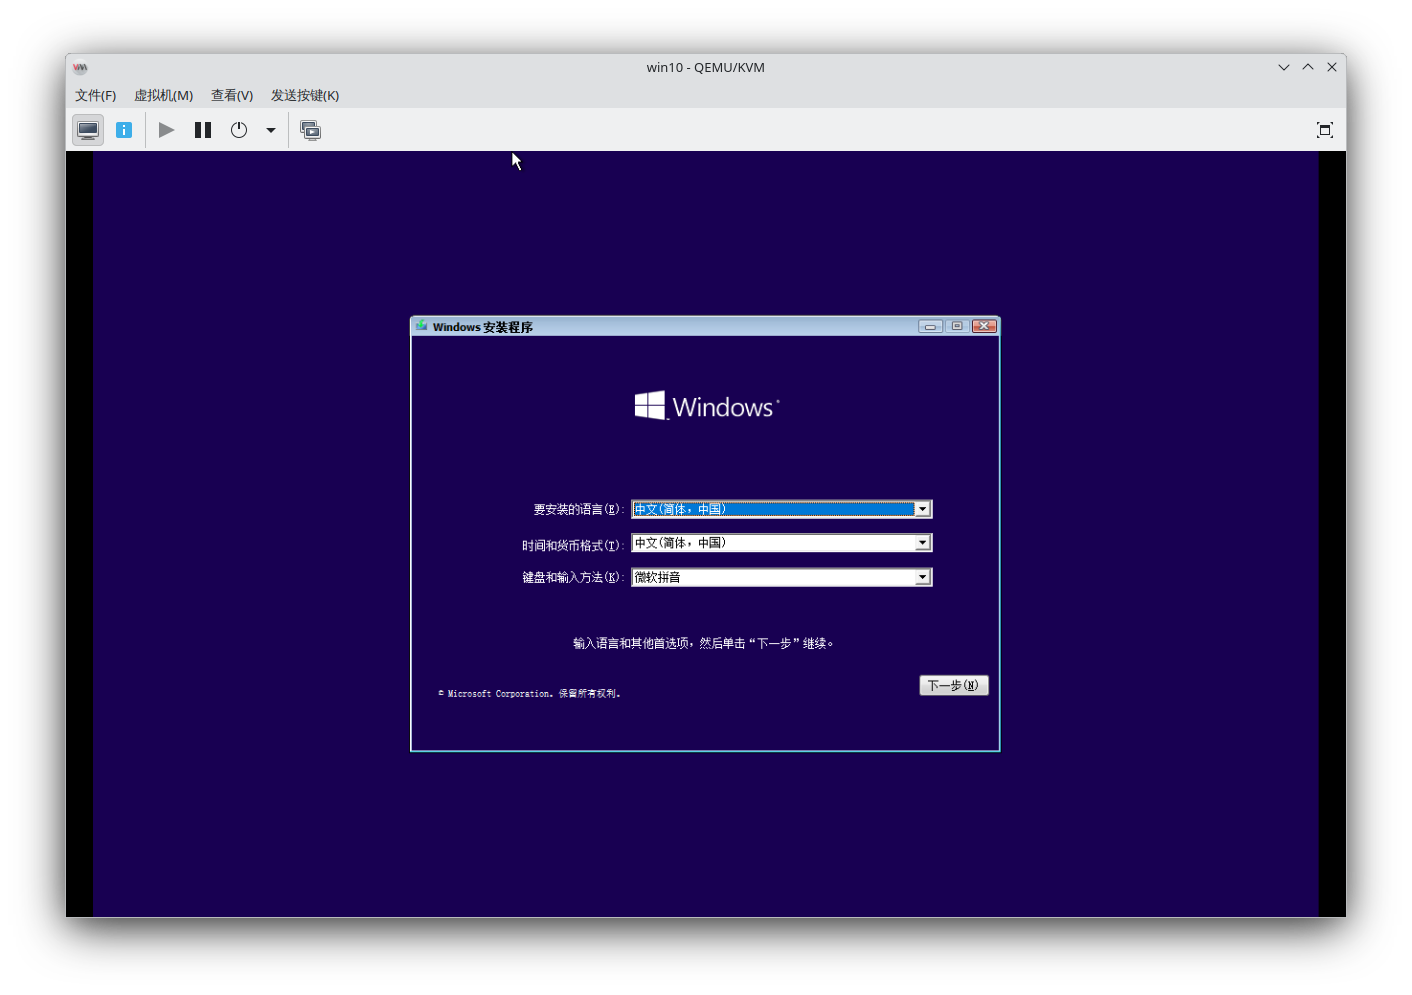 win10 - QEMU/KVM
文件(F) 虚拟机(M) 查看(V) 发送按键(K)
Windows 安装程序
Windows
要安装的语言(E): 中文(简体，中国)
时间和货币格式(T): 中文(简体，中国)
键盘和输入方法(K): 微软拼音
输入语言和其他首选项，然后单击“下一步”继续。
下一步(N)
© Microsoft Corporation。保留所有权利。